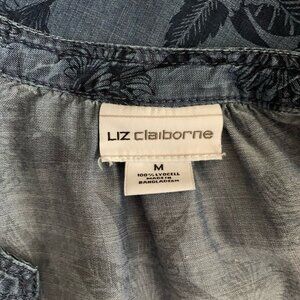 LIZ claiborne
M
100% LYOCELL
MADE IN
BANGLADESH